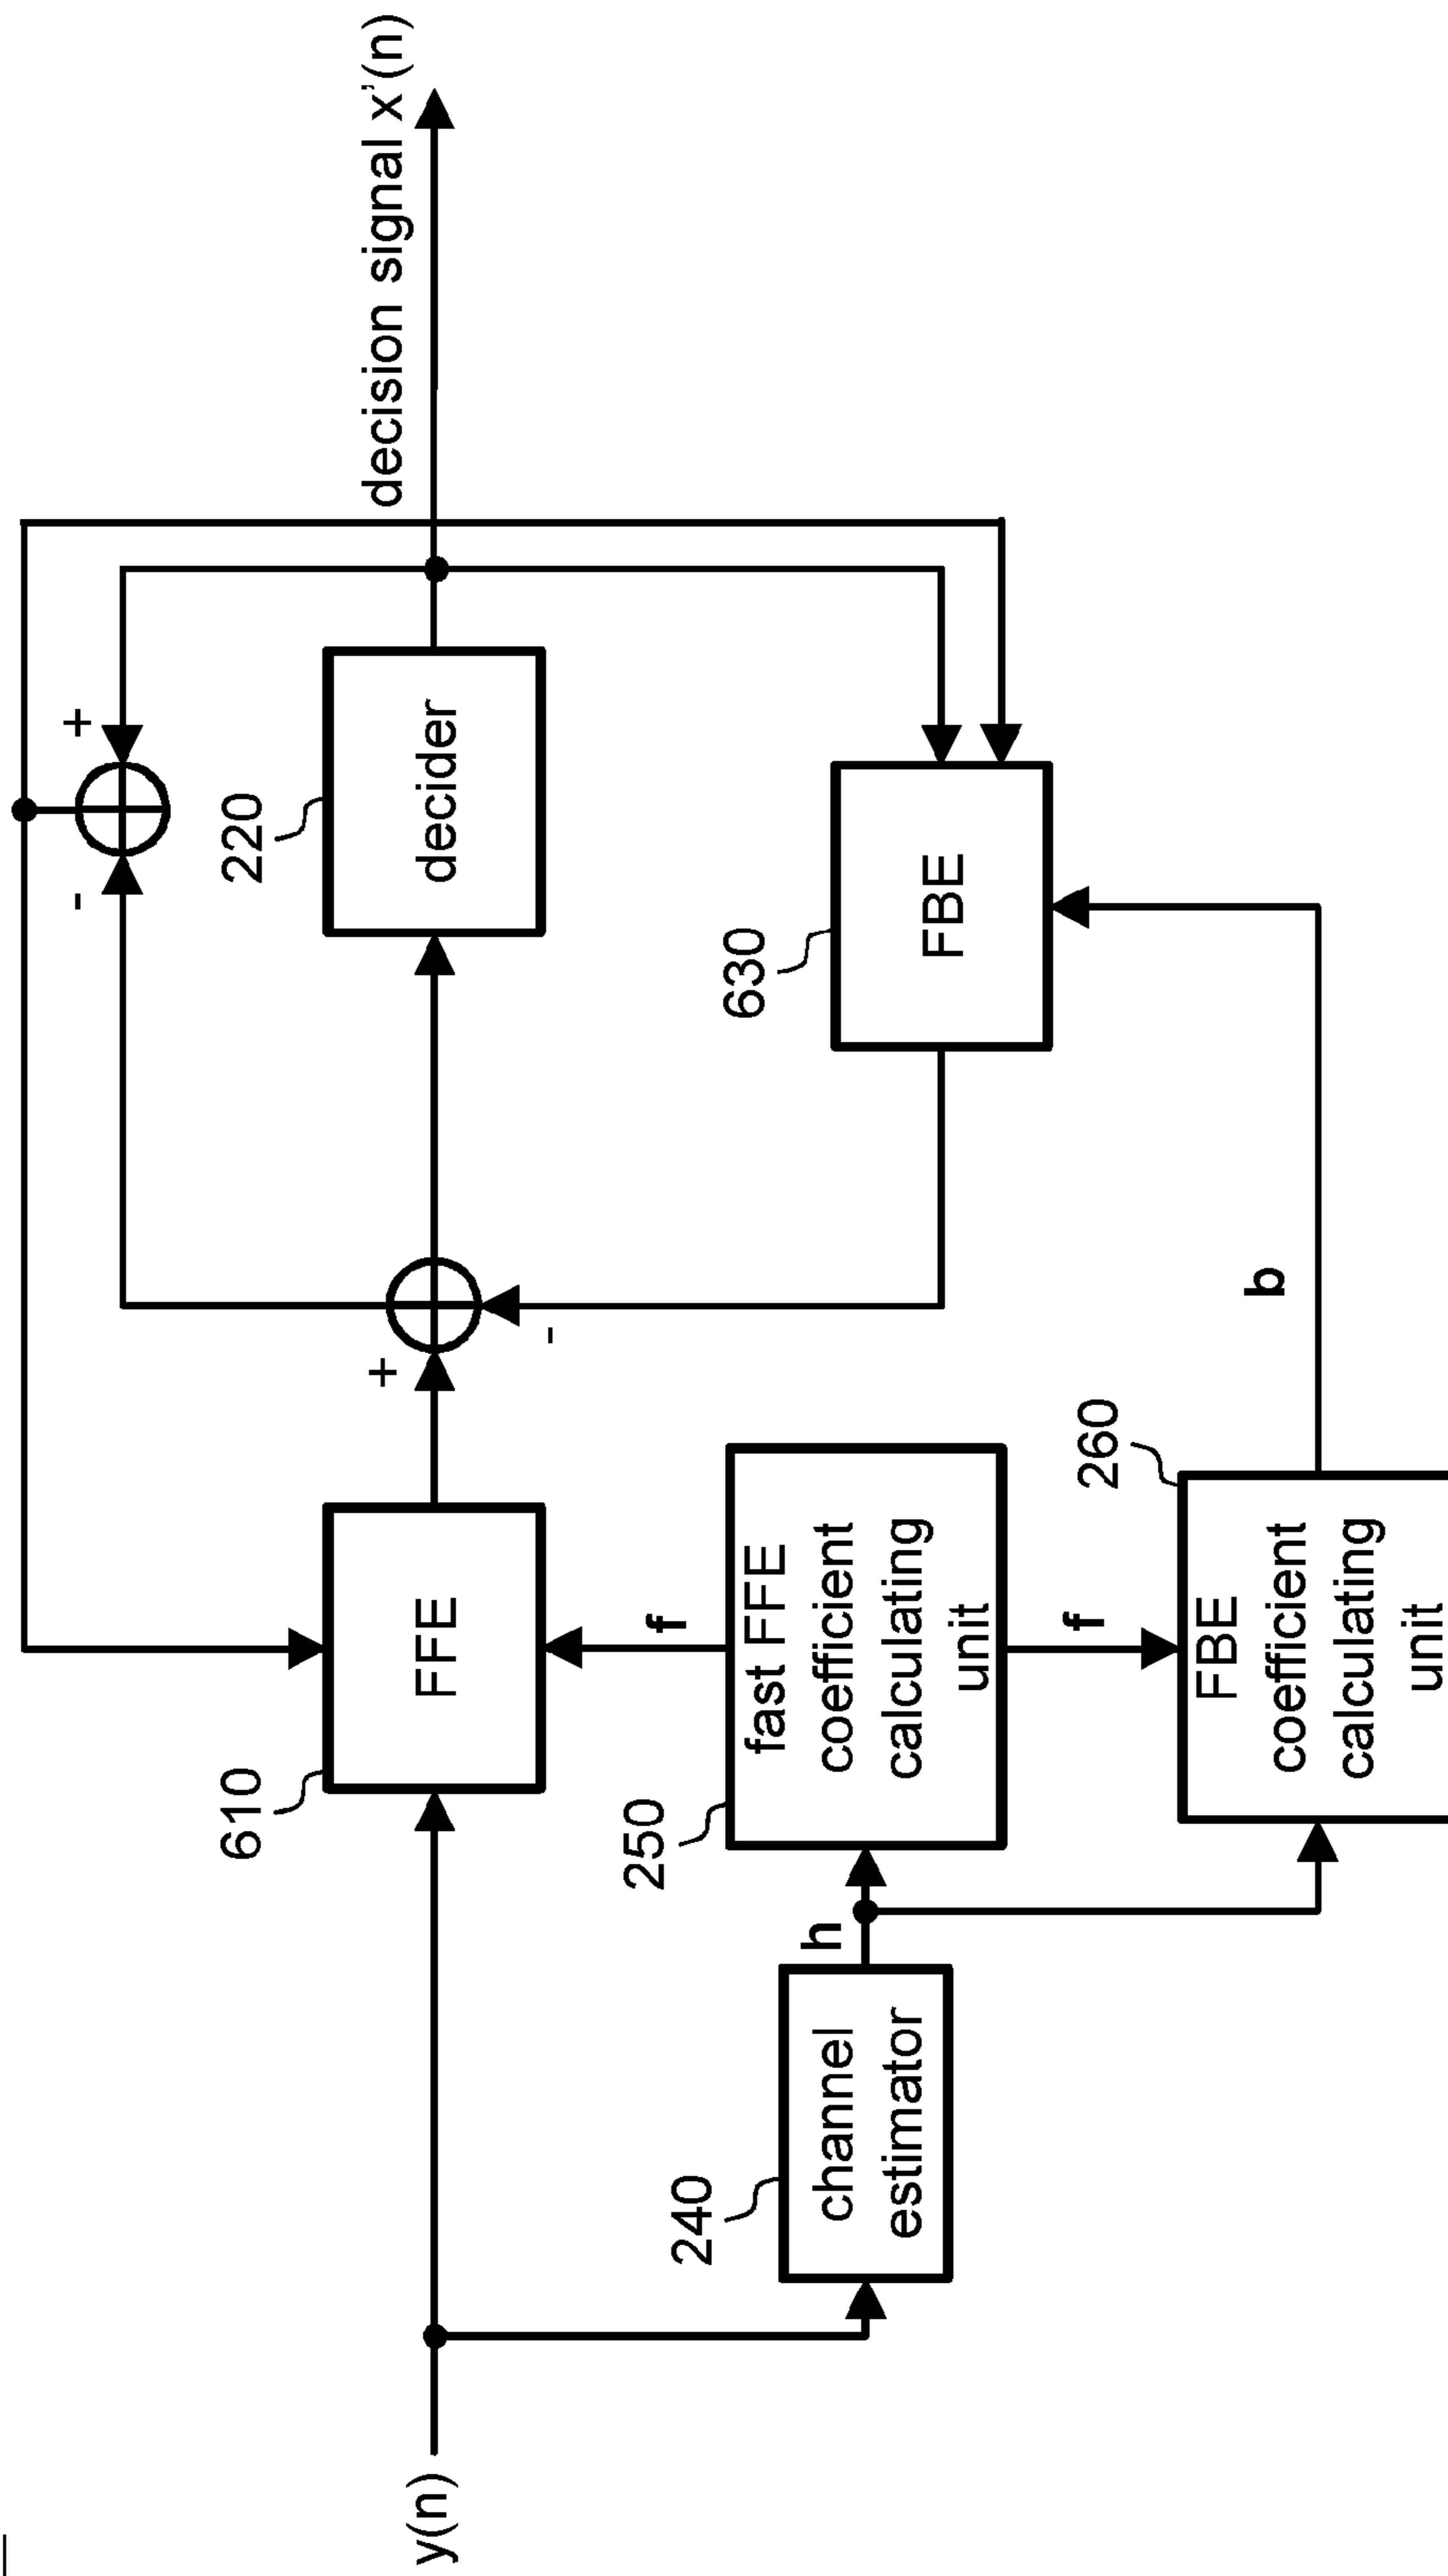 decision signal x'(n)
+
-
220
decider
630
FBE
+
-
b
610
FFE
f
250
fast FFE
coefficient
calculating
unit
f
260
FBE
coefficient
calculating
unit
h
240
channel
estimator
y(n)